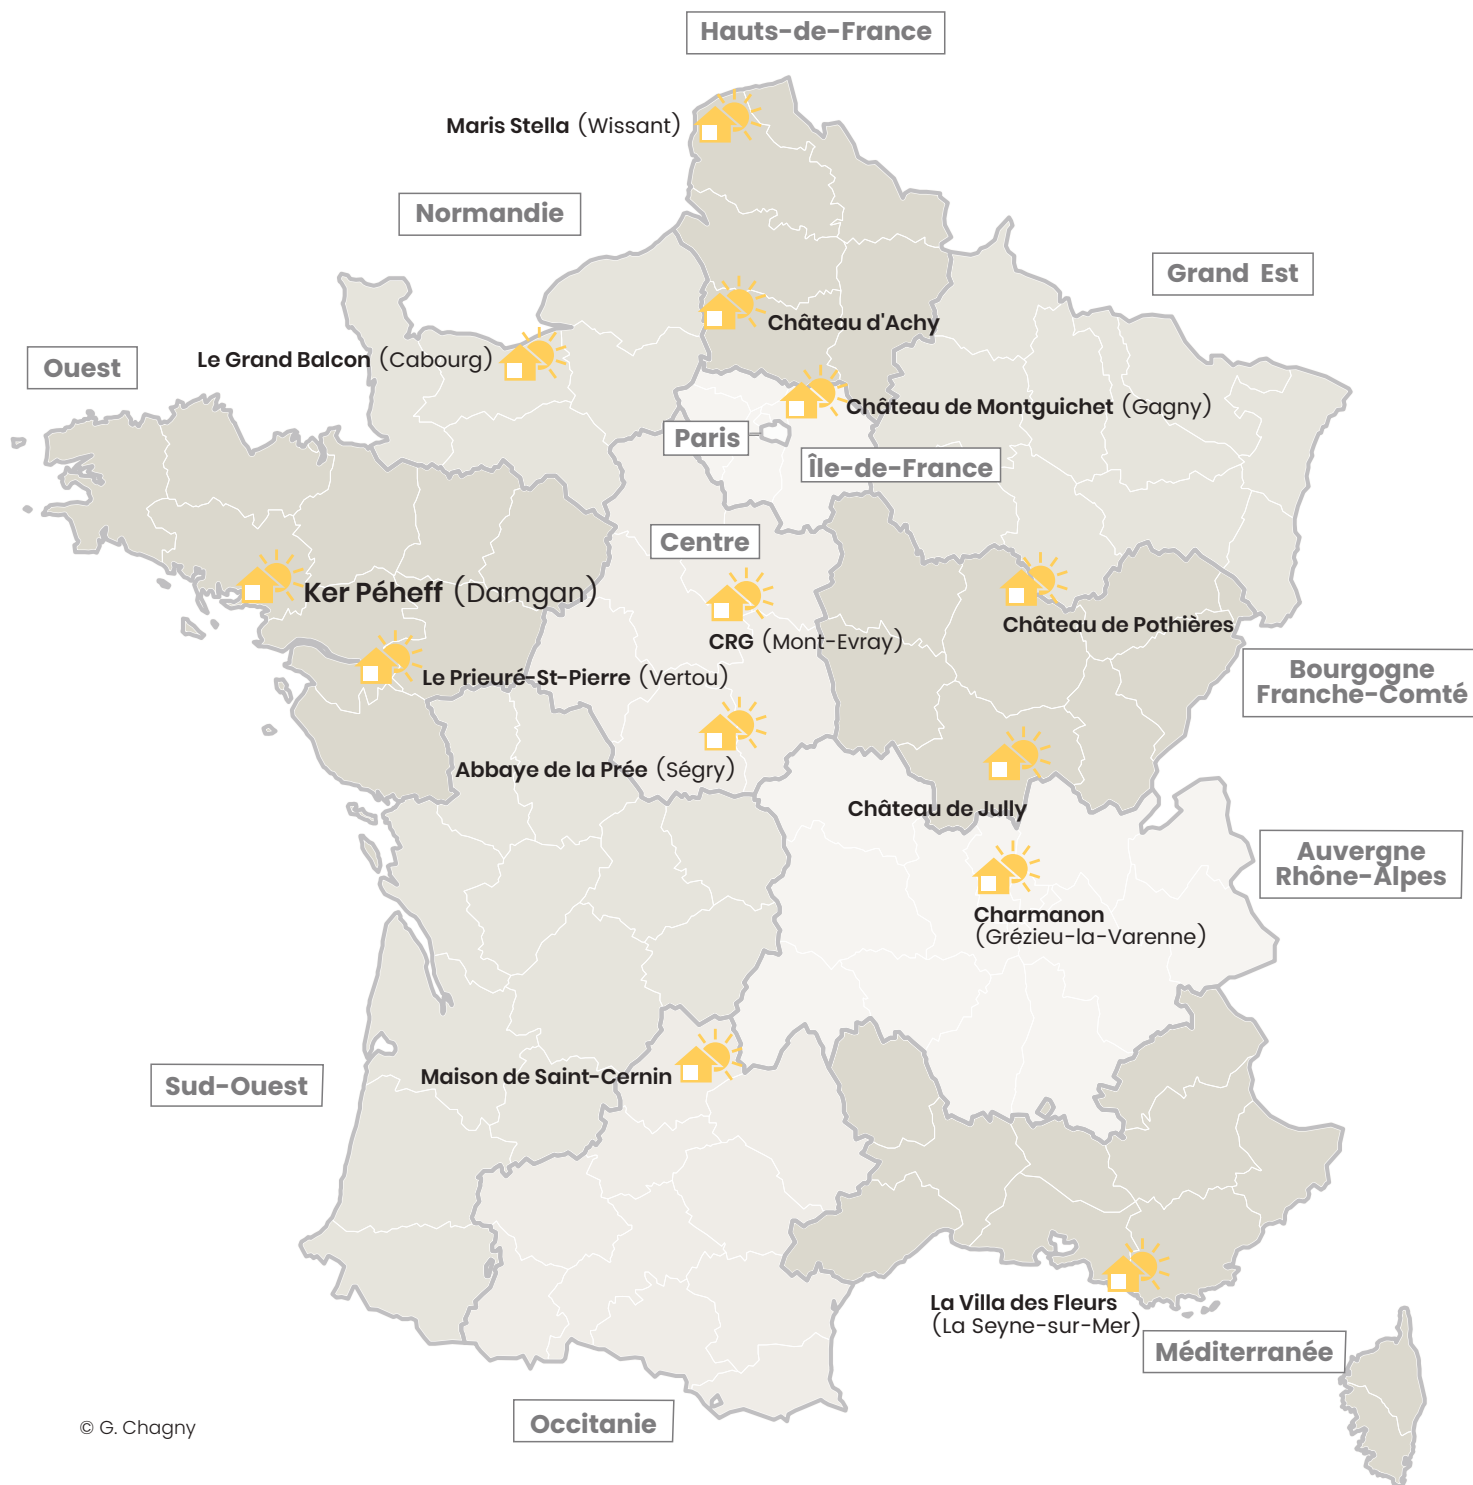 Hauts-de-France
Maris Stella (Wissant)
Normandie
Grand Est
Château d'Achy
Le Grand Balcon (Cabourg)
Ouest
Château de Montguichet (Gagny)
Paris
Île-de-France
Centre
Ker Péheff (Damgan)
Château de Pothières
CRG (Mont-Evray)
Le Prieuré-St-Pierre (Vertou)
Bourgogne
Franche-Comté
Abbaye de la Prée (Ségry)
Château de Jully
Auvergne
Rhône-Alpes
Charmanon
(Grézieu-la-Varenne)
Maison de Saint-Cernin
Sud-Ouest
La Villa des Fleurs
(La Seyne-sur-Mer)
Méditerranée
Occitanie
© G. Chagny